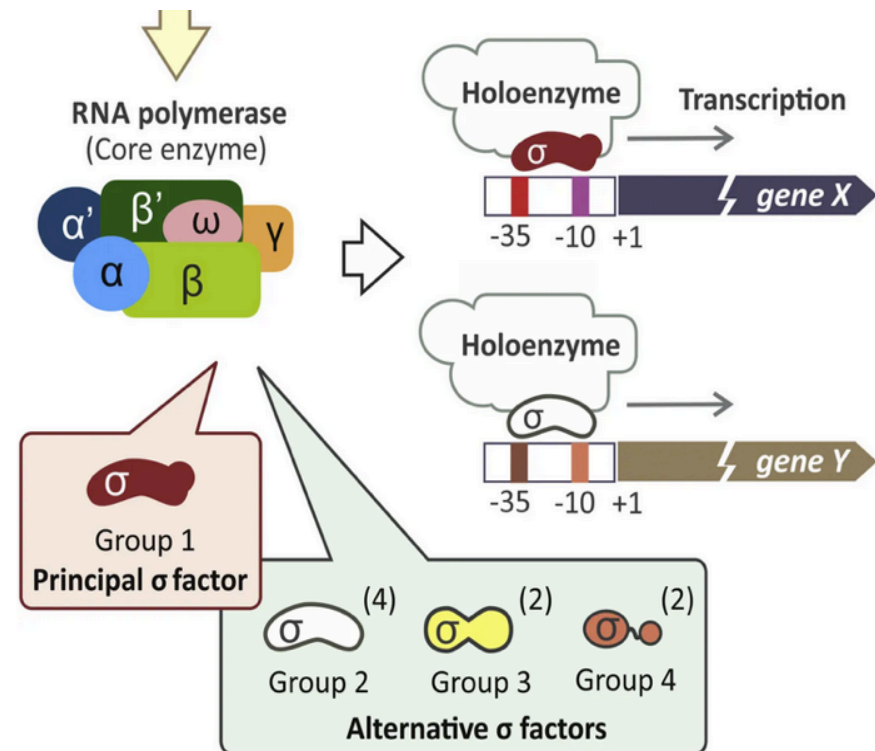 RNA polymerase
(Core enzyme)
α’
β’
ω
γ
α
β
Holoenzyme
Transcription
σ
gene X
-35
-10
+1
Holoenzyme
σ
gene Y
-35
-10
+1
σ
Group 1
Principal σ factor
σ
(4)
σ
(2)
σ
(2)
Group 2
Group 3
Group 4
Alternative σ factors